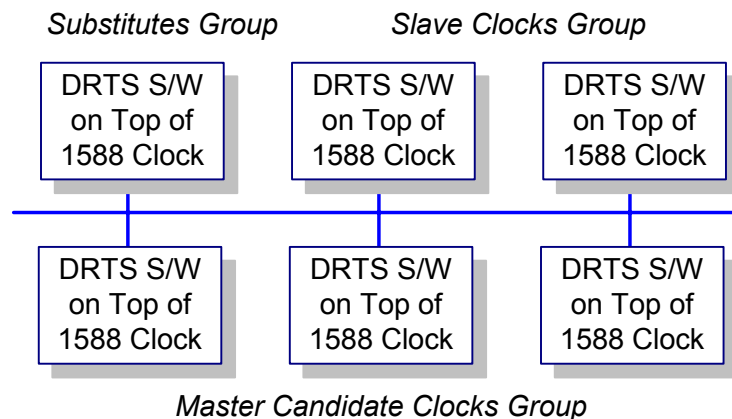 Substitutes Group
Slave Clocks Group
DRTS S/W
on Top of
1588 Clock
DRTS S/W
on Top of
1588 Clock
DRTS S/W
on Top of
1588 Clock
DRTS S/W
on Top of
1588 Clock
DRTS S/W
on Top of
1588 Clock
DRTS S/W
on Top of
1588 Clock
Master Candidate Clocks Group